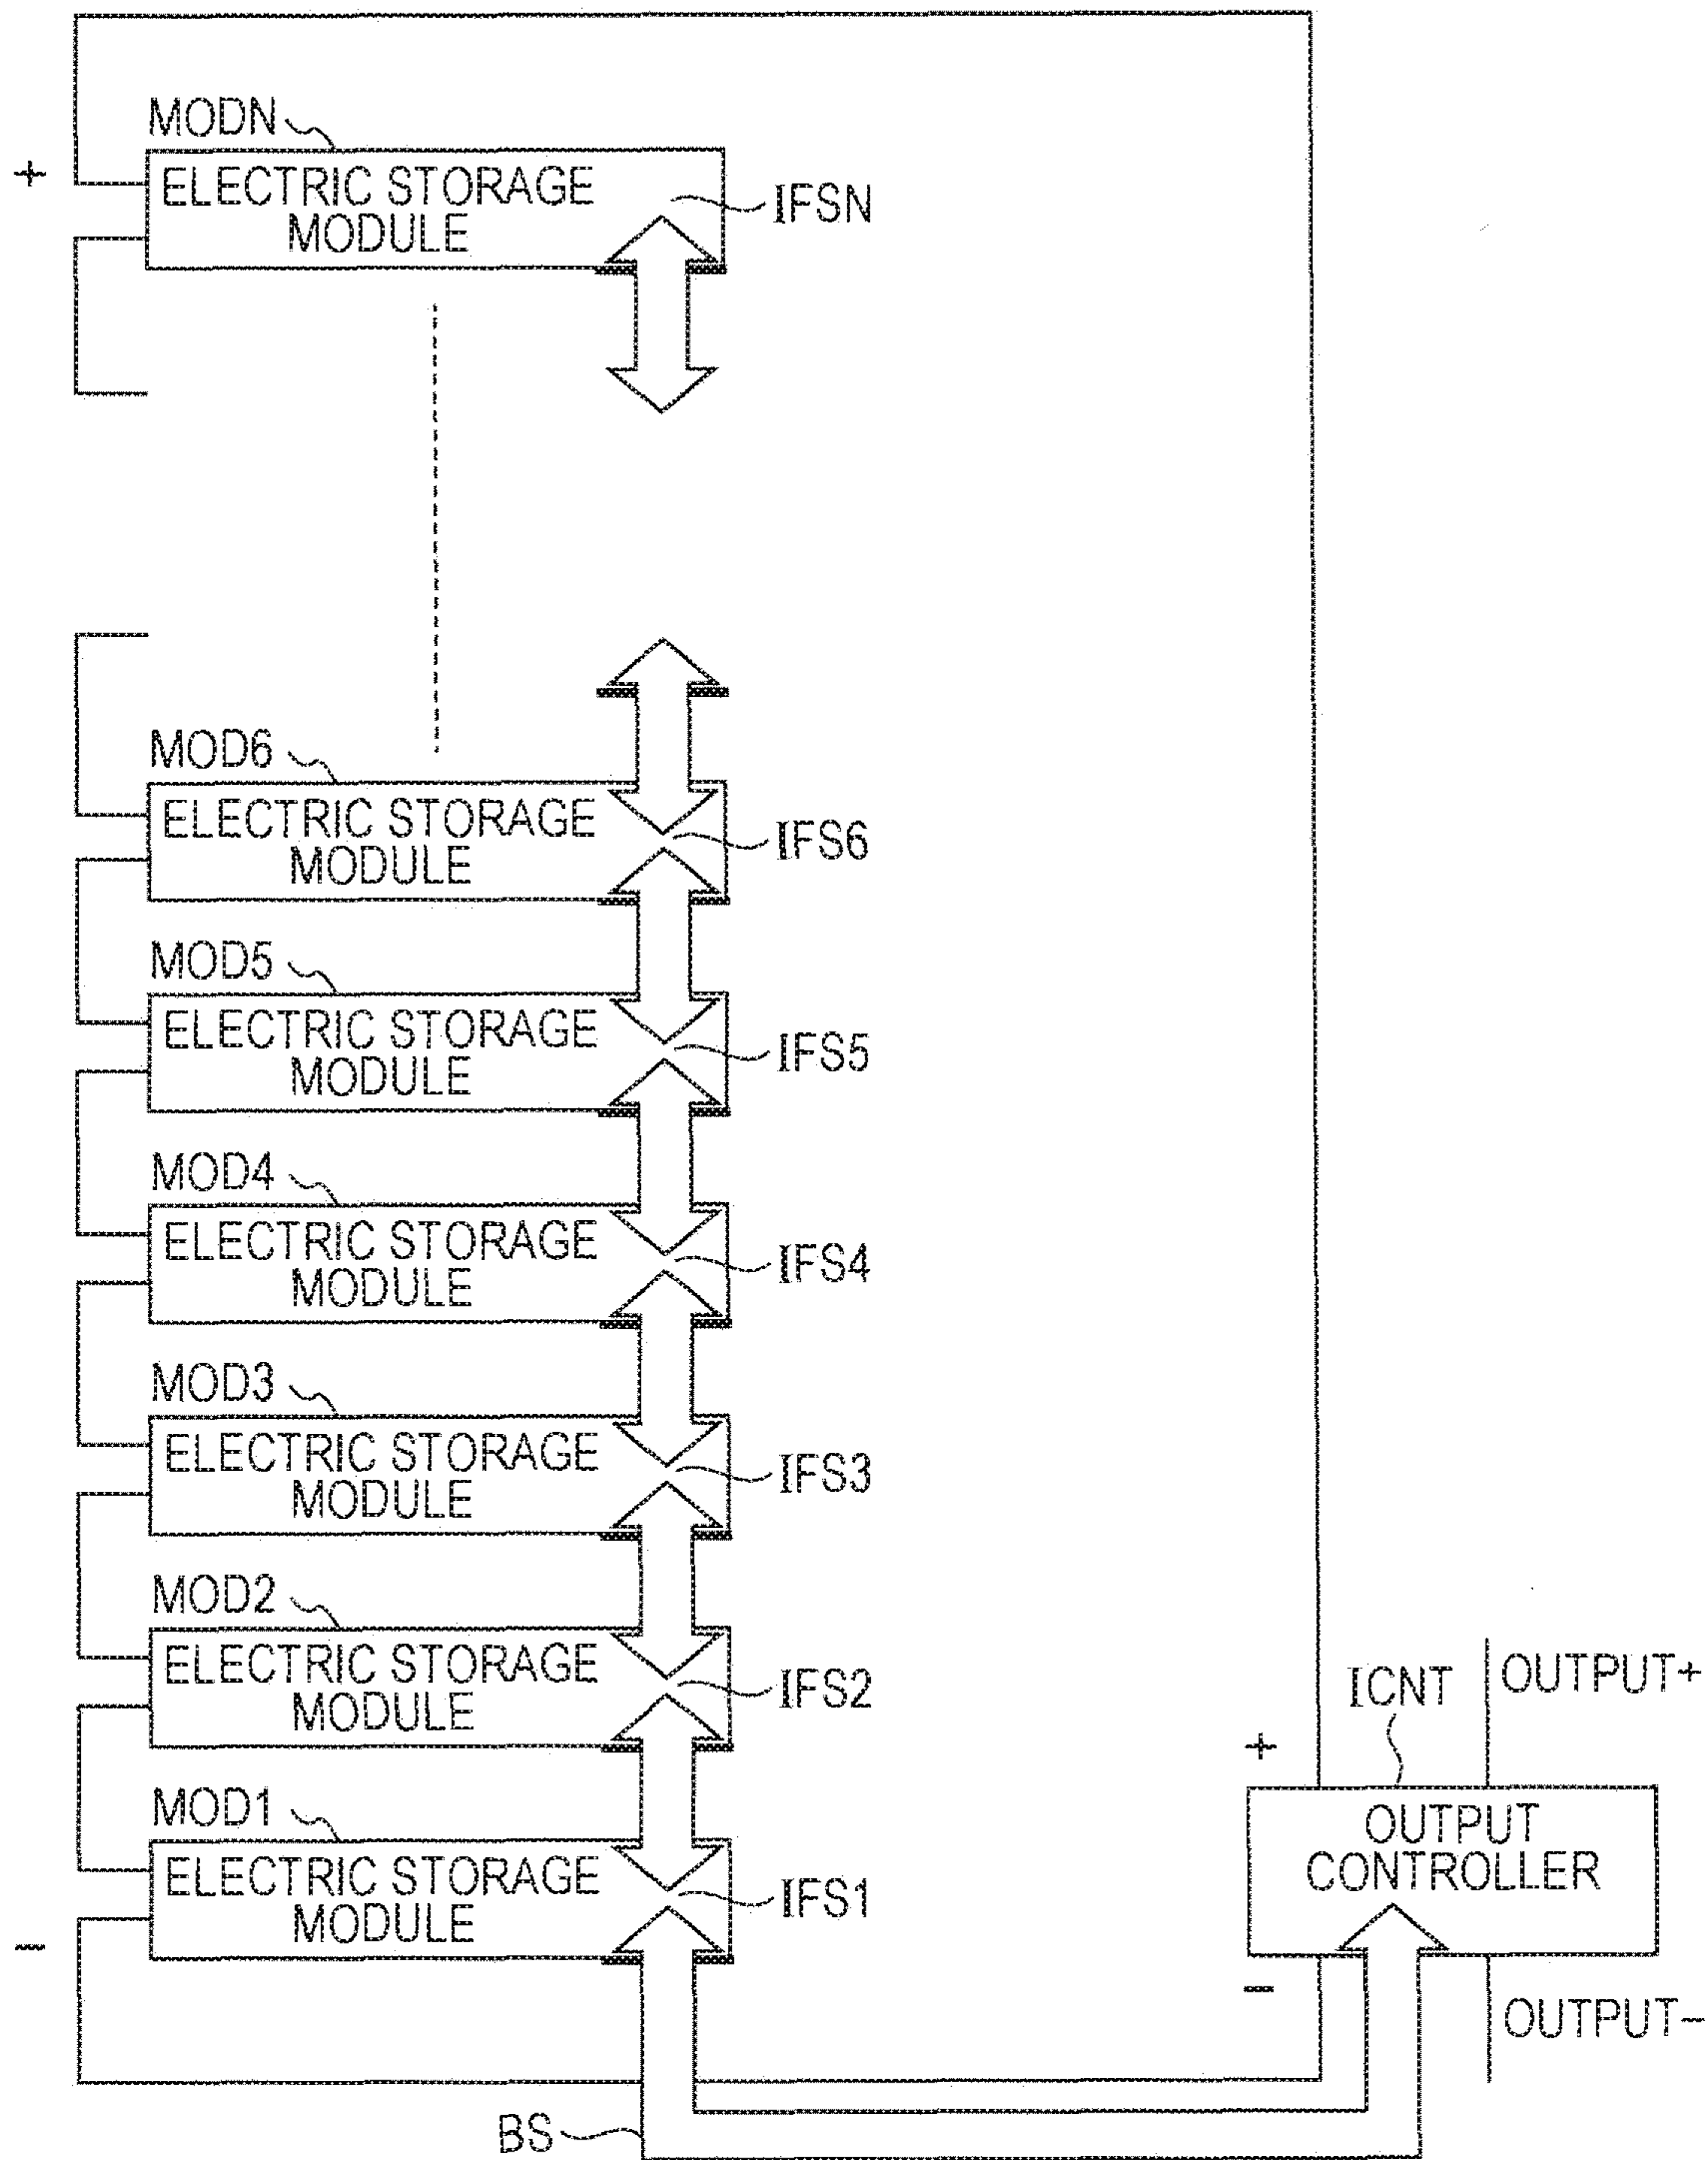 MODN
+
ELECTRIC STORAGE
MODULE
IFSN
MOD6
ELECTRIC STORAGE
MODULE
IFS6
MOD5
ELECTRIC STORAGE
MODULE
IFS5
MOD4
ELECTRIC STORAGE
MODULE
IFS4
MOD3
ELECTRIC STORAGE
MODULE
IFS3
MOD2
ELECTRIC STORAGE
MODULE
IFS2
ICNT
OUTPUT+
+
MOD1
ELECTRIC STORAGE
MODULE
IFS1
OUTPUT
CONTROLLER
−
−
OUTPUT−
BS